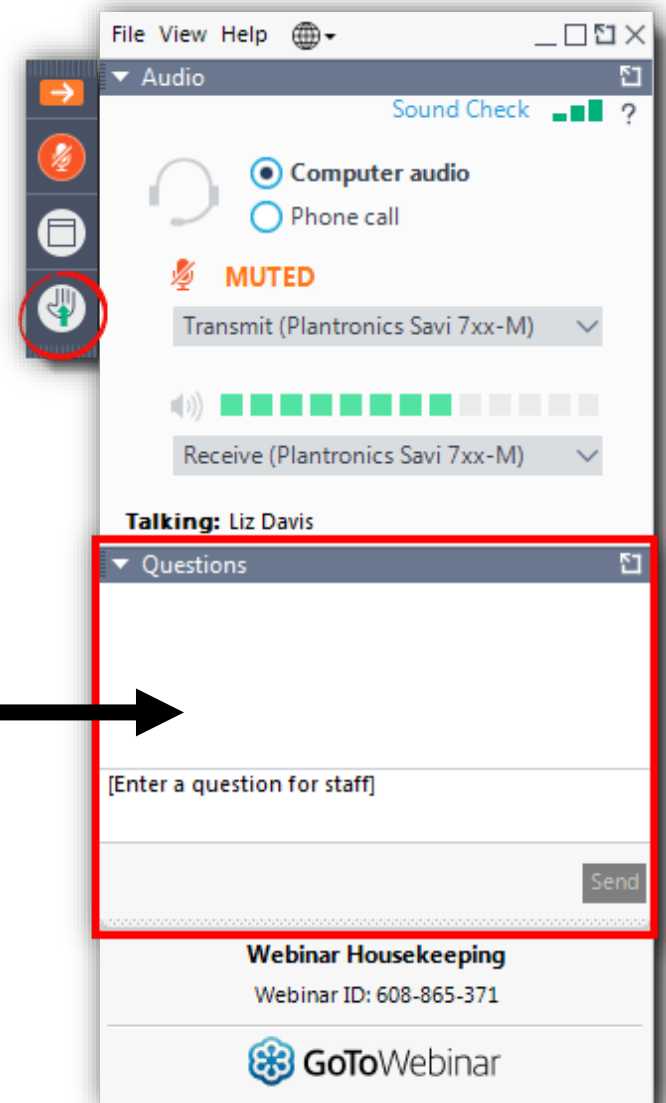 File View Help
Audio
Sound Check ?
Computer audio
Phone call
MUTED
Transmit (Plantronics Savi 7xx-M)
Receive (Plantronics Savi 7xx-M)
Talking: Liz Davis
Questions
[Enter a question for staff]
Send
Webinar Housekeeping
Webinar ID: 608-865-371
GoToWebinar